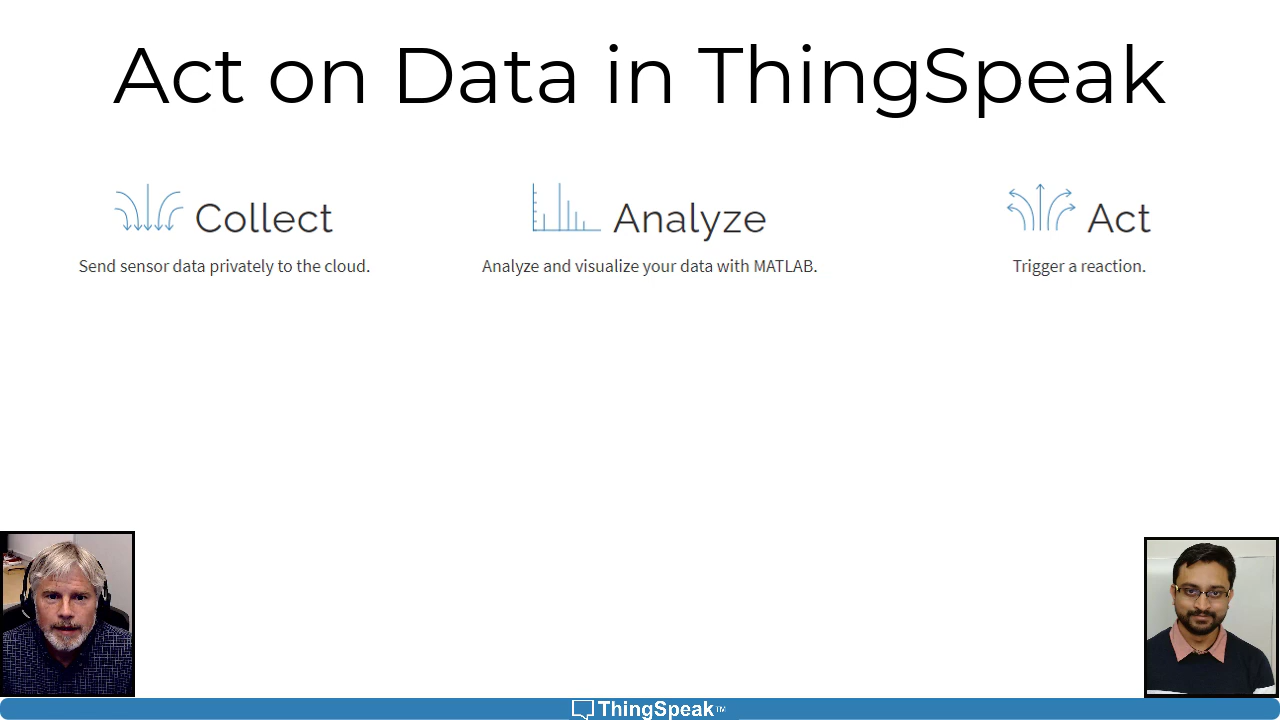 Act on Data in ThingSpeak
Collect
Send sensor data privately to the cloud.
Analyze
Analyze and visualize your data with MATLAB.
Act
Trigger a reaction.
ThingSpeak™